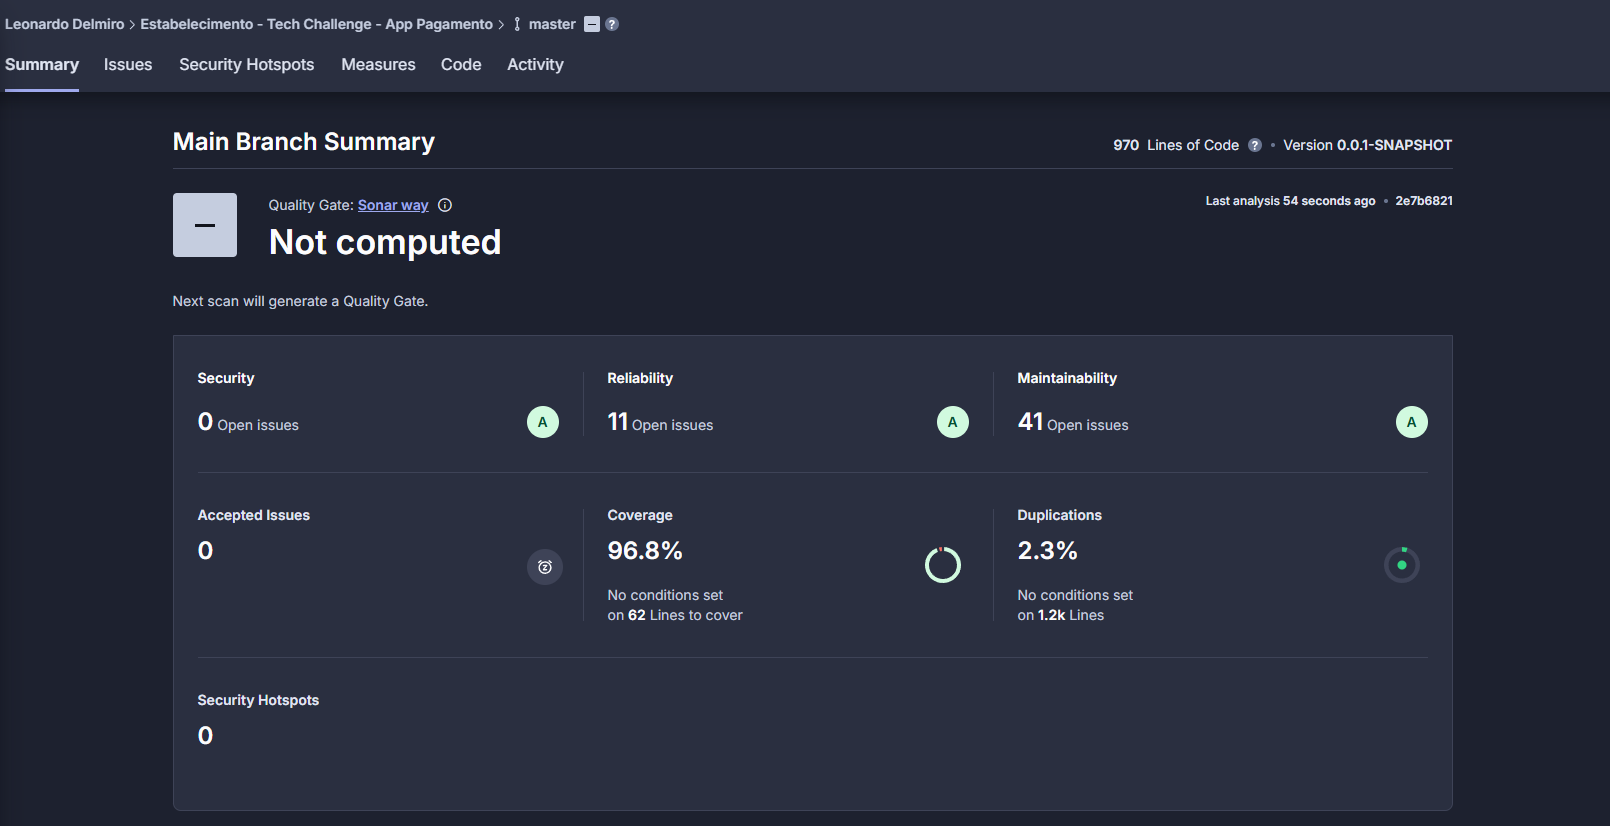 Leonardo Delmiro > Estabelecimento - Tech Challenge - App Pagamento > master ?
Summary Issues Security Hotspots Measures Code Activity
Main Branch Summary
970 Lines of Code ? • Version 0.0.1-SNAPSHOT
Quality Gate: Sonar way
Last analysis 54 seconds ago • 2e7b6821
Not computed
Next scan will generate a Quality Gate.
Security
0 Open issues A
Reliability
11 Open issues A
Maintainability
41 Open issues A
Accepted Issues
0
Coverage
96.8%
No conditions set
on 62 Lines to cover
Duplications
2.3%
No conditions set
on 1.2k Lines
Security Hotspots
0